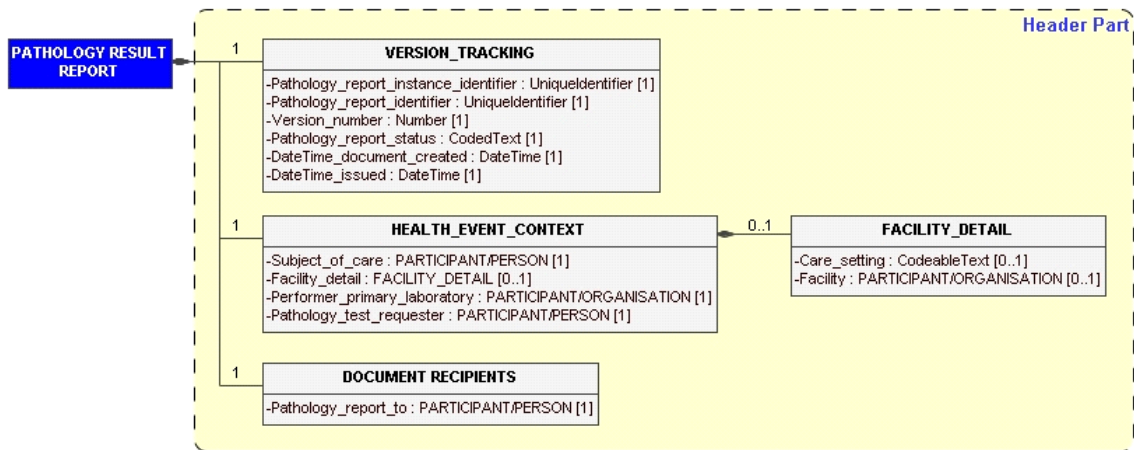 Header Part
PATHOLOGY RESULT
REPORT
1
VERSION_TRACKING
-Pathology_report_instance_identifier : UniqueIdentifier [1]
-Pathology_report_identifier : UniqueIdentifier [1]
-Version_number : Number [1]
-Pathology_report_status : CodedText [1]
-DateTime_document_created : DateTime [1]
-DateTime_issued : DateTime [1]
1
HEALTH_EVENT_CONTEXT
-Subject_of_care : PARTICIPANT/PERSON [1]
-Facility_detail : FACILITY_DETAIL [0..1]
-Performer_primary_laboratory : PARTICIPANT/ORGANISATION [1]
-Pathology_test_requester : PARTICIPANT/PERSON [1]
0..1
FACILITY_DETAIL
-Care_setting : CodeableText [0..1]
-Facility : PARTICIPANT/ORGANISATION [0..1]
1
DOCUMENT RECIPIENTS
-Pathology_report_to : PARTICIPANT/PERSON [1]